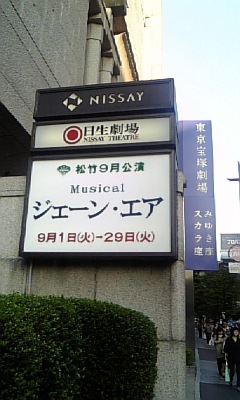 NISSAY
日生劇場
NISSAY THEATRE
松竹9月公演
Musical
ジェーン・エア
9月1日(火)→29日(火)
東京宝塚劇場
みゆき座
スカラ座